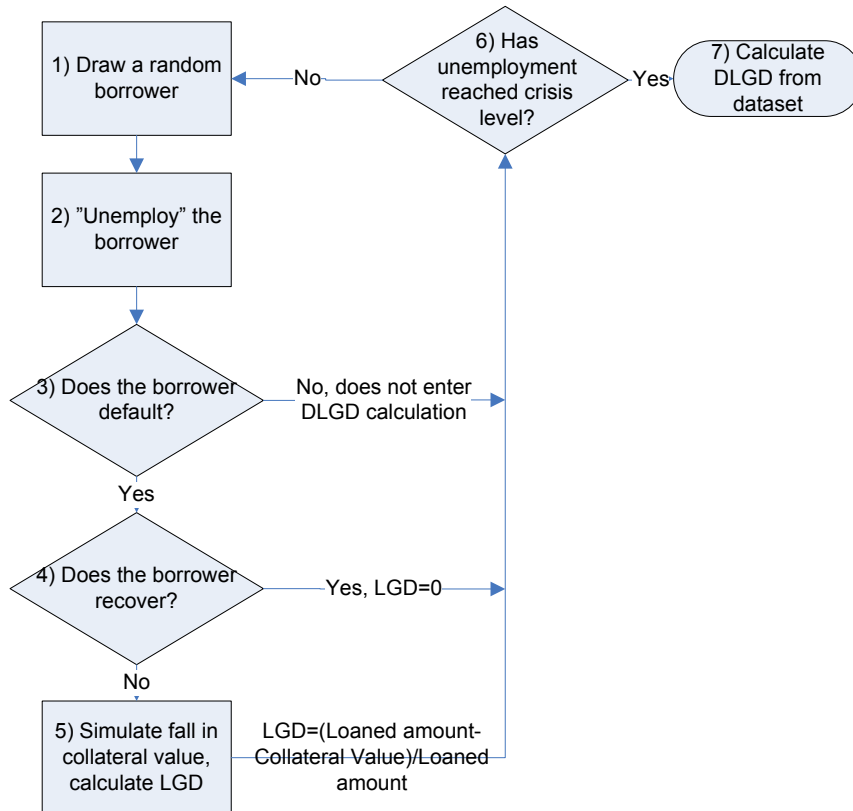 1) Draw a random
borrower
No
6) Has
unemployment
reached crisis
level?
Yes
7) Calculate
DLGD from
dataset
2) ”Unemploy” the
borrower
3) Does the borrower
default?
No, does not enter
DLGD calculation
Yes
4) Does the borrower
recover?
Yes, LGD=0
No
5) Simulate fall in
collateral value,
calculate LGD
LGD=(Loaned amount-
Collateral Value)/Loaned
amount